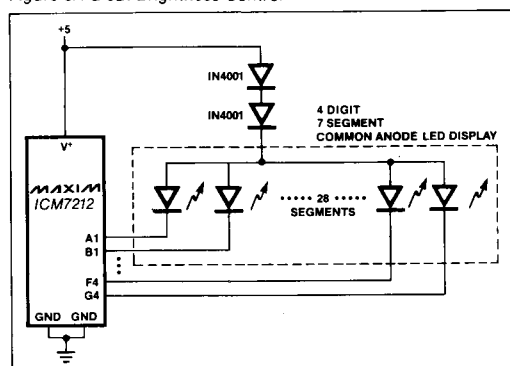 +5
IN4001
IN4001
4 DIGIT
7 SEGMENT
COMMON ANODE LED DISPLAY
V+
MAXIM
ICM7212
28
SEGMENTS
A1
B1
F4
G4
GND GND